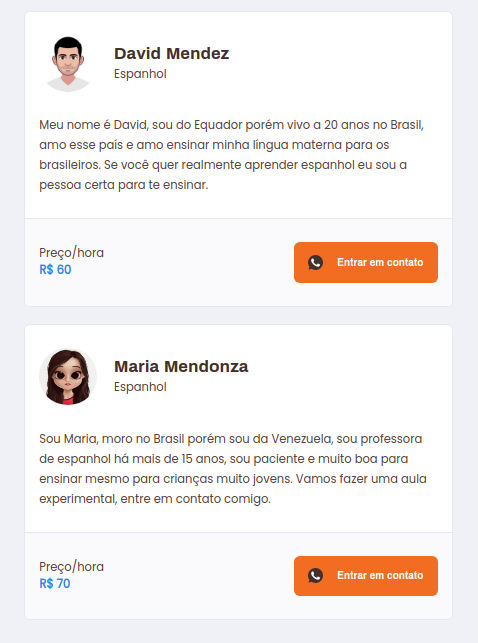 David Mendez
Espanhol
Meu nome é David, sou do Equador porém vivo a 20 anos no Brasil,
amo esse país e amo ensinar minha língua materna para os
brasileiros. Se você quer realmente aprender espanhol eu sou a
pessoa certa para te ensinar.
Preço/hora
R$ 60
Entrar em contato
Maria Mendonza
Espanhol
Sou Maria, moro no Brasil porém sou da Venezuela, sou professora
de espanhol há mais de 15 anos, sou paciente e muito boa para
ensinar mesmo para crianças muito jovens. Vamos fazer uma aula
experimental, entre em contato comigo.
Preço/hora
R$ 70
Entrar em contato